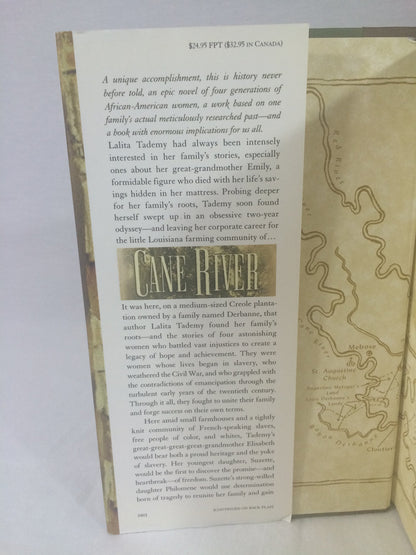 $24.95 FPT ($32.95 IN CANADA)
A unique accomplishment, this is history never
before told, an epic novel of four generations of
African-American women, a work based on one
family's actual meticulously researched past—and
a book with enormous implications for us all.
Lalita Tademy had always been intensely
interested in her family's stories, especially
ones about her great-grandmother Emily, a
formidable figure who died with her life's sav-
ings hidden in her mattress. Probing deeper
for her family's roots, Tademy soon found
herself swept up in an obsessive two-year
odyssey—and leaving her corporate career for
the little Louisiana farming community of...
CANE RIVER
It was here, on a medium-sized Creole planta-
tion owned by a family named Derbanne, that
author Lalita Tademy found her family's
roots—and the stories of four astonishing
women who battled vast injustices to create a
legacy of hope and achievement. They were
women whose lives began in slavery, who
weathered the Civil War, and who grappled with
the contradictions of emancipation through the
turbulent early years of the twentieth century.
Through it all, they fought to unite their family
and forge success on their own terms.
Here amid small farmhouses and a tightly
knit community of French-speaking slaves,
free people of color, and whites, Tademy's
great-great-great-great-grandmother Elisabeth
would bear both a proud heritage and the yoke
of slavery. Her youngest daughter, Suzette,
would be the first to discover the promise—and
heartbreak—of freedom. Suzette's strong-willed
daughter Philomene would use determination
born of tragedy to reunite her family and gain
0401
(CONTINUED ON BACK FLAP)
Red River
Cane River
Melrose
St. Augustine
Church
Augustine Metoyer's
Land